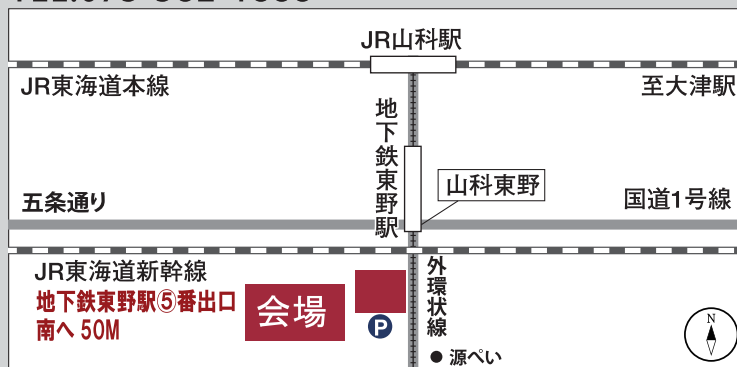 JR山科駅
JR東海道本線
至大津駅
地下鉄東野駅
山科東野
五条通り
国道1号線
JR東海道新幹線
地下鉄東野駅⑤番出口
南へ 50M
会場
P
外環状線
● 源ぺい
N